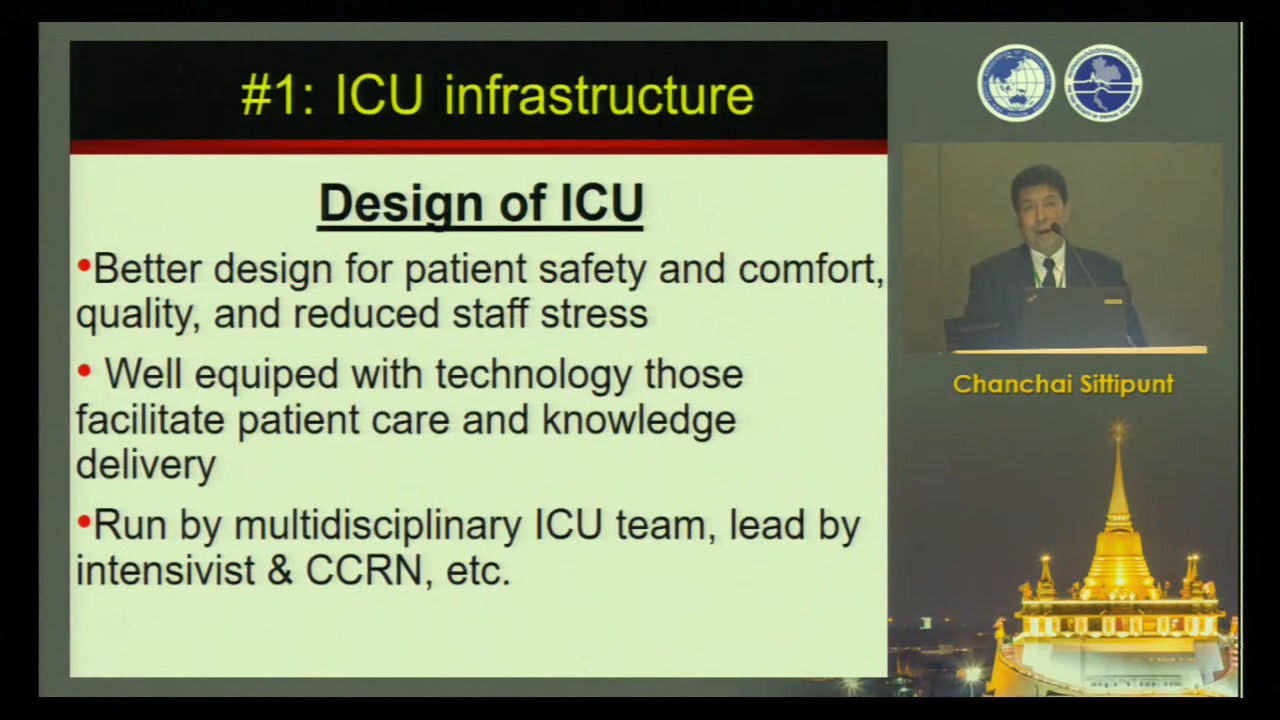 #1: ICU infrastructure
Design of ICU
•Better design for patient safety and comfort,
quality, and reduced staff stress
• Well equiped with technology those
facilitate patient care and knowledge
delivery
•Run by multidisciplinary ICU team, lead by
intensivist & CCRN, etc.
Chanchai Sittipunt